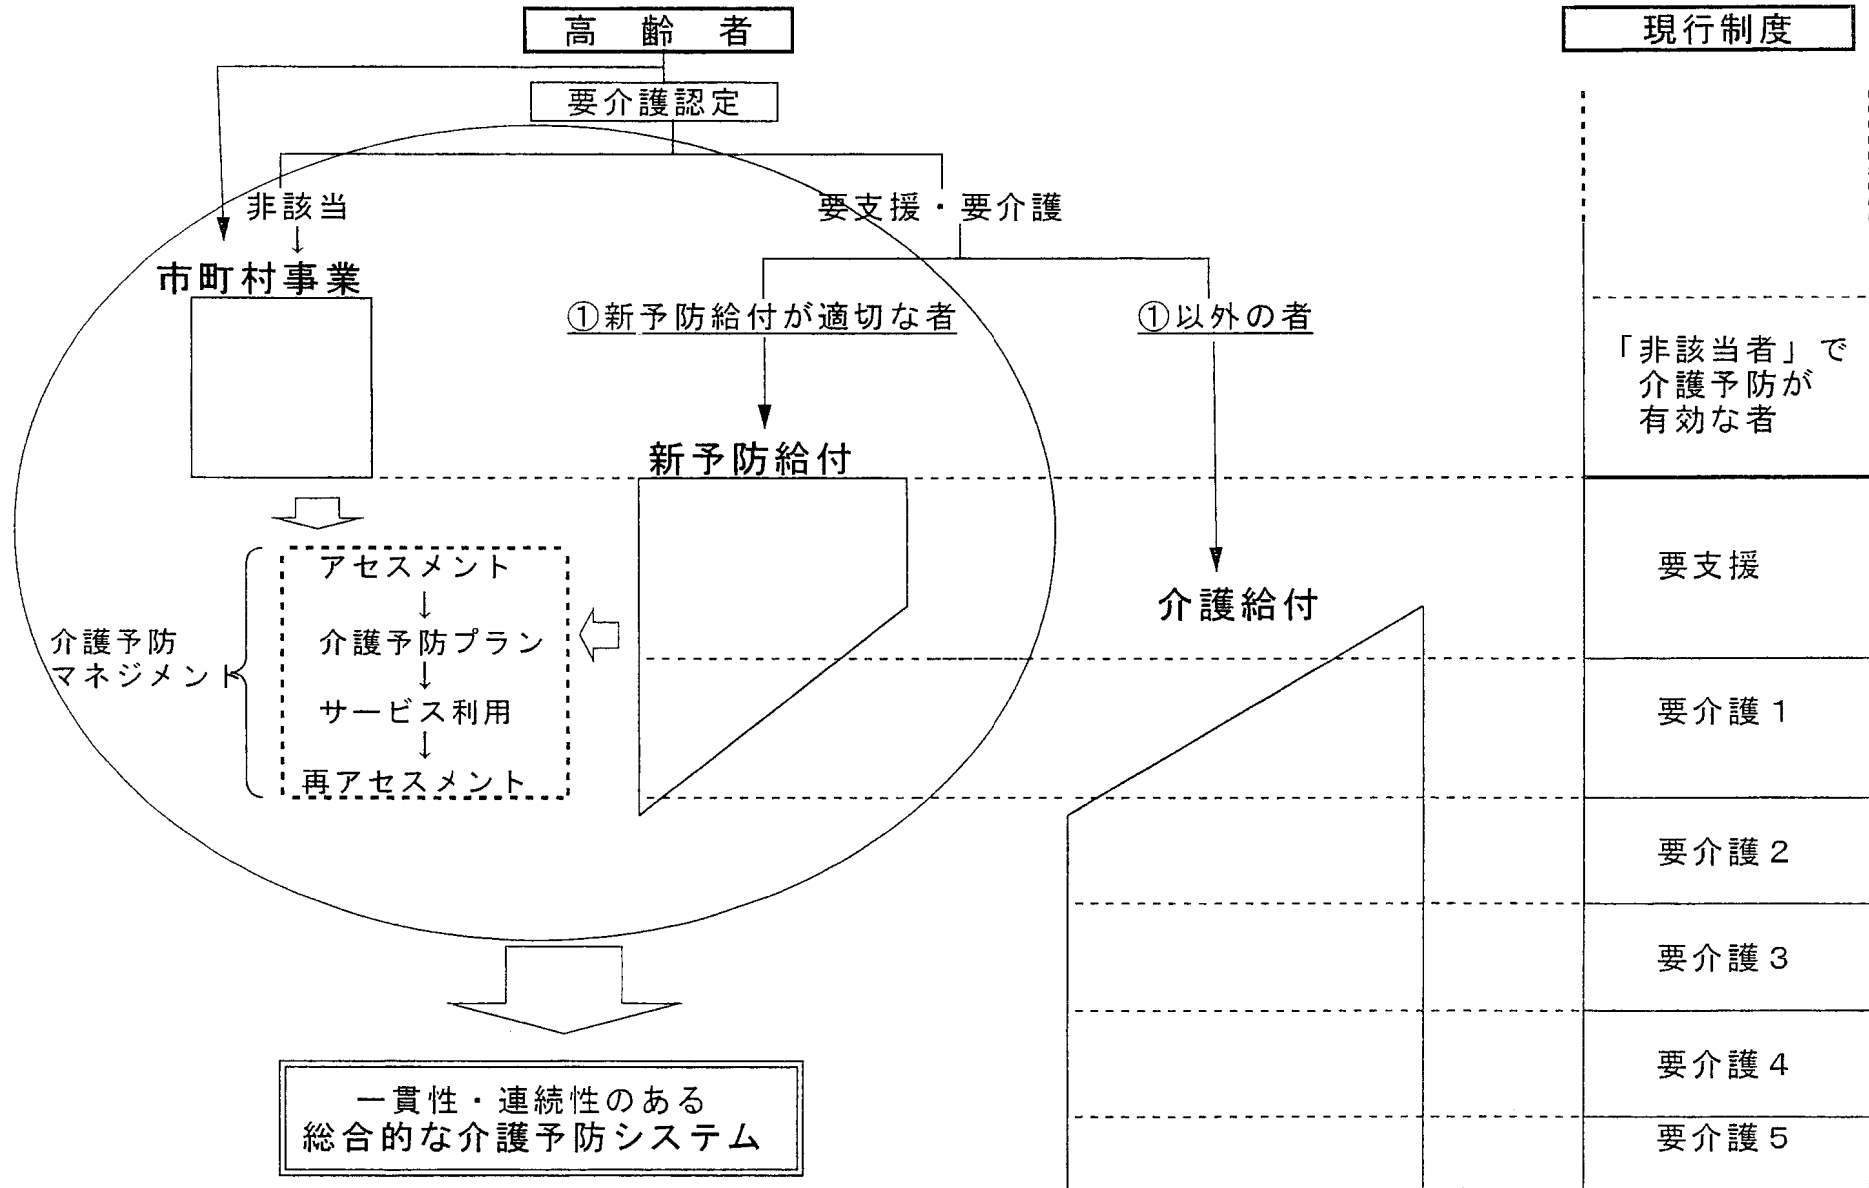 高齢者
現行制度
要介護認定
非該当
↓
要支援・要介護
市町村事業
①新予防給付が適切な者
①以外の者
「非該当者」で
介護予防が
有効な者
新予防給付
介護給付
アセスメント
↓
介護予防プラン
↓
サービス利用
↓
再アセスメント
介護予防
マネジメント
要支援
要介護1
要介護2
要介護3
要介護4
要介護5
一貫性・連続性のある
総合的な介護予防システム